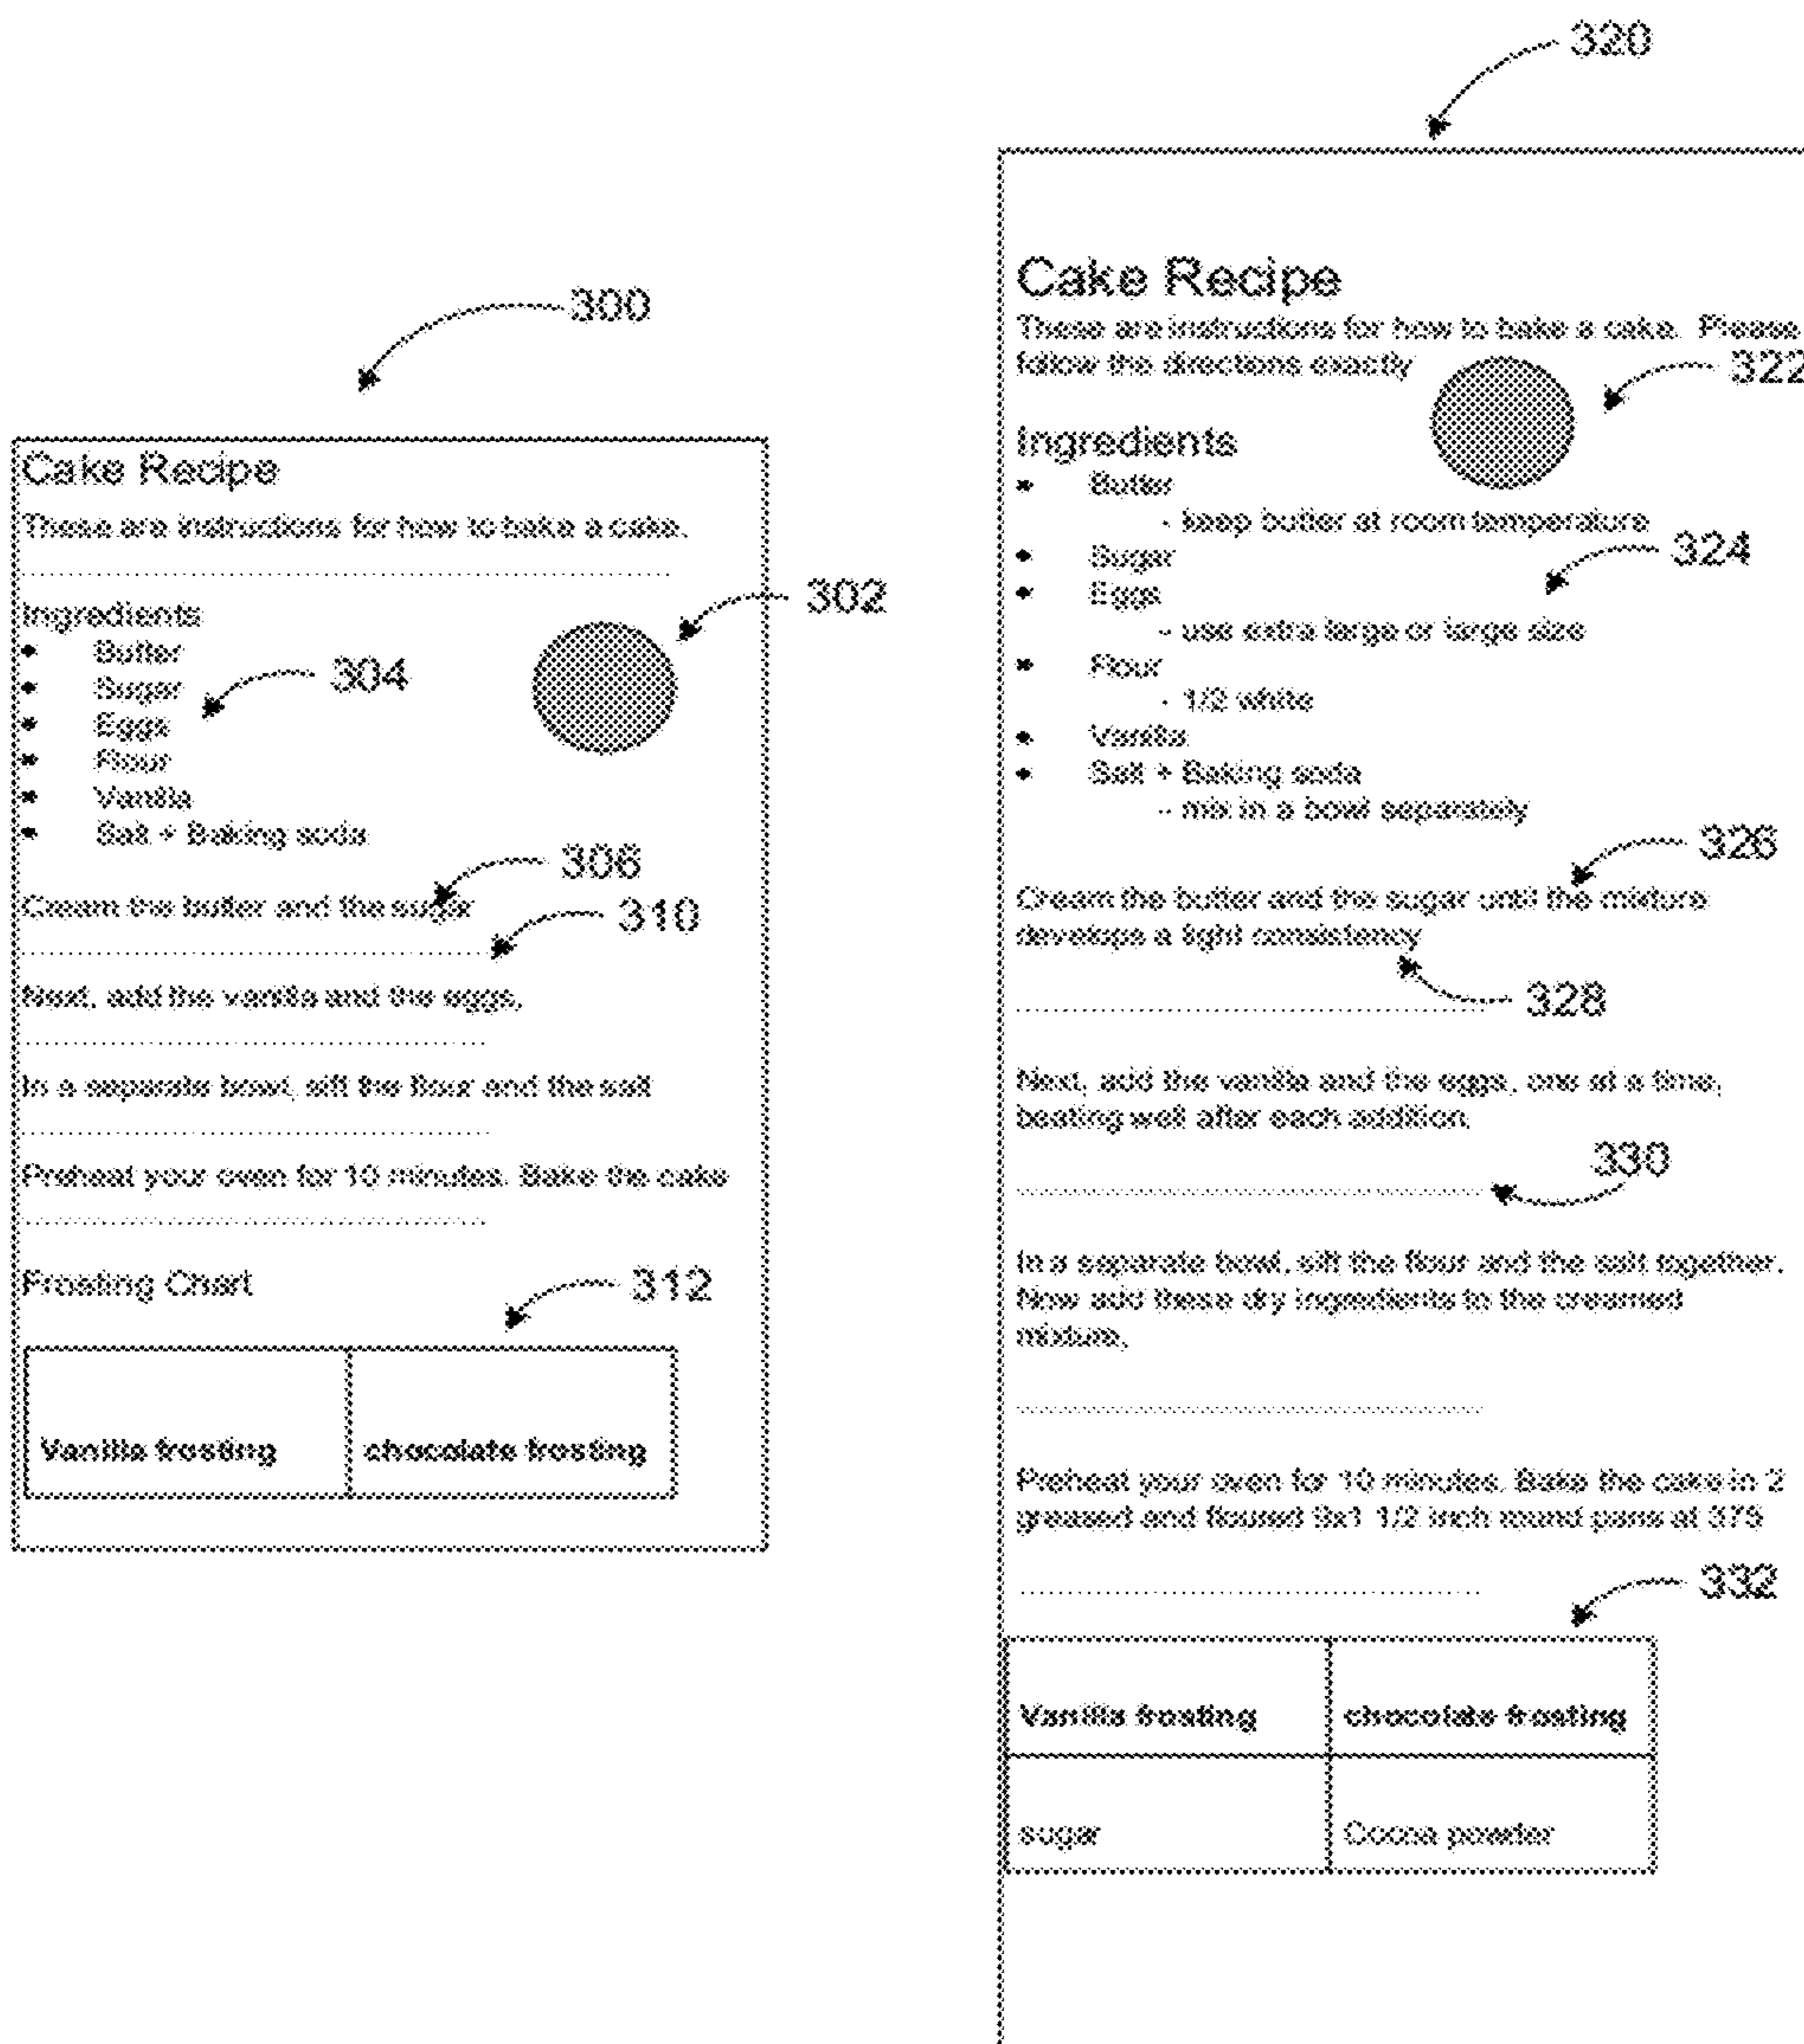 300
Cake Recipe
These are instructions for how to bake a cake.
302
Ingredients
• Butter
304
• Sugar
• Eggs
• Flour
• Vanilla
• Salt + Baking soda
306
Cream the butter and the sugar
310
Next, add the vanilla and the eggs.
In a separate bowl, sift the flour and the salt
Preheat your oven for 10 minutes. Bake the cake
Frosting Chart
312
Vanilla frosting chocolate frosting
320
Cake Recipe
These are instructions for how to bake a cake. Please
follow the directions exactly
322
Ingredients
• Butter
- keep butter at room temperature
324
• Sugar
• Eggs
- use extra large or large size
• Flour
- 1/2 white
• Vanilla
• Salt + Baking soda
- mix in a bowl separately
326
Cream the butter and the sugar until the mixture
develops a light consistency
328
Next, add the vanilla and the eggs, one at a time,
beating well after each addition.
330
In a separate bowl, sift the flour and the salt together.
Now add these dry ingredients to the creamed
mixture.
Preheat your oven for 10 minutes. Bake the cake in 2
greased and floured 9x1 1/2 inch round pans at 375
332
Vanilla frosting chocolate frosting
sugar Cocoa powder